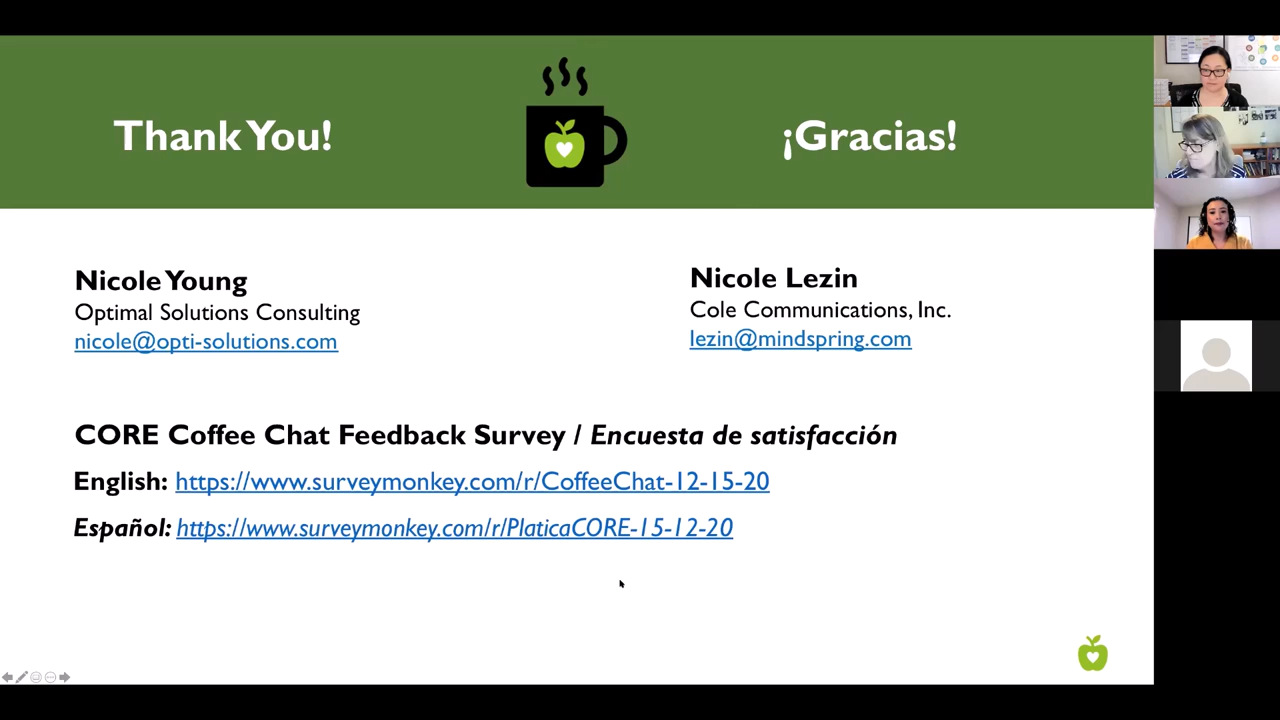 Thank You!
¡Gracias!
Nicole Young
Optimal Solutions Consulting
nicole@opti-solutions.com
Nicole Lezin
Cole Communications, Inc.
lezin@mindspring.com
CORE Coffee Chat Feedback Survey / Encuesta de satisfacción
English: https://www.surveymonkey.com/r/CoffeeChat-12-15-20
Español: https://www.surveymonkey.com/r/PlaticaCORE-15-12-20